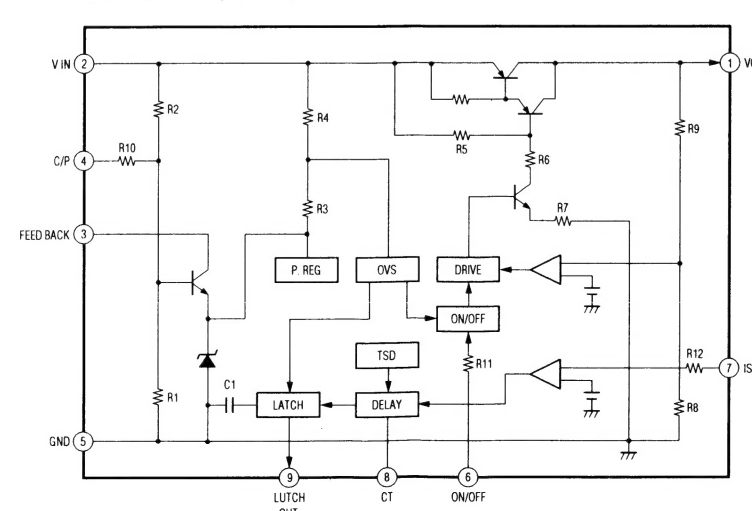 V IN 2
1
R2
R4
R9
R5
R10
C/P 4
R6
R3
R7
FEED BACK 3
P. REG
OVS
DRIVE
ON/OFF
TSD
R11
R12
7 IS
C1
R1
LATCH
DELAY
R8
GND 5
9
8
6
LUTCH
CT
ON/OFF